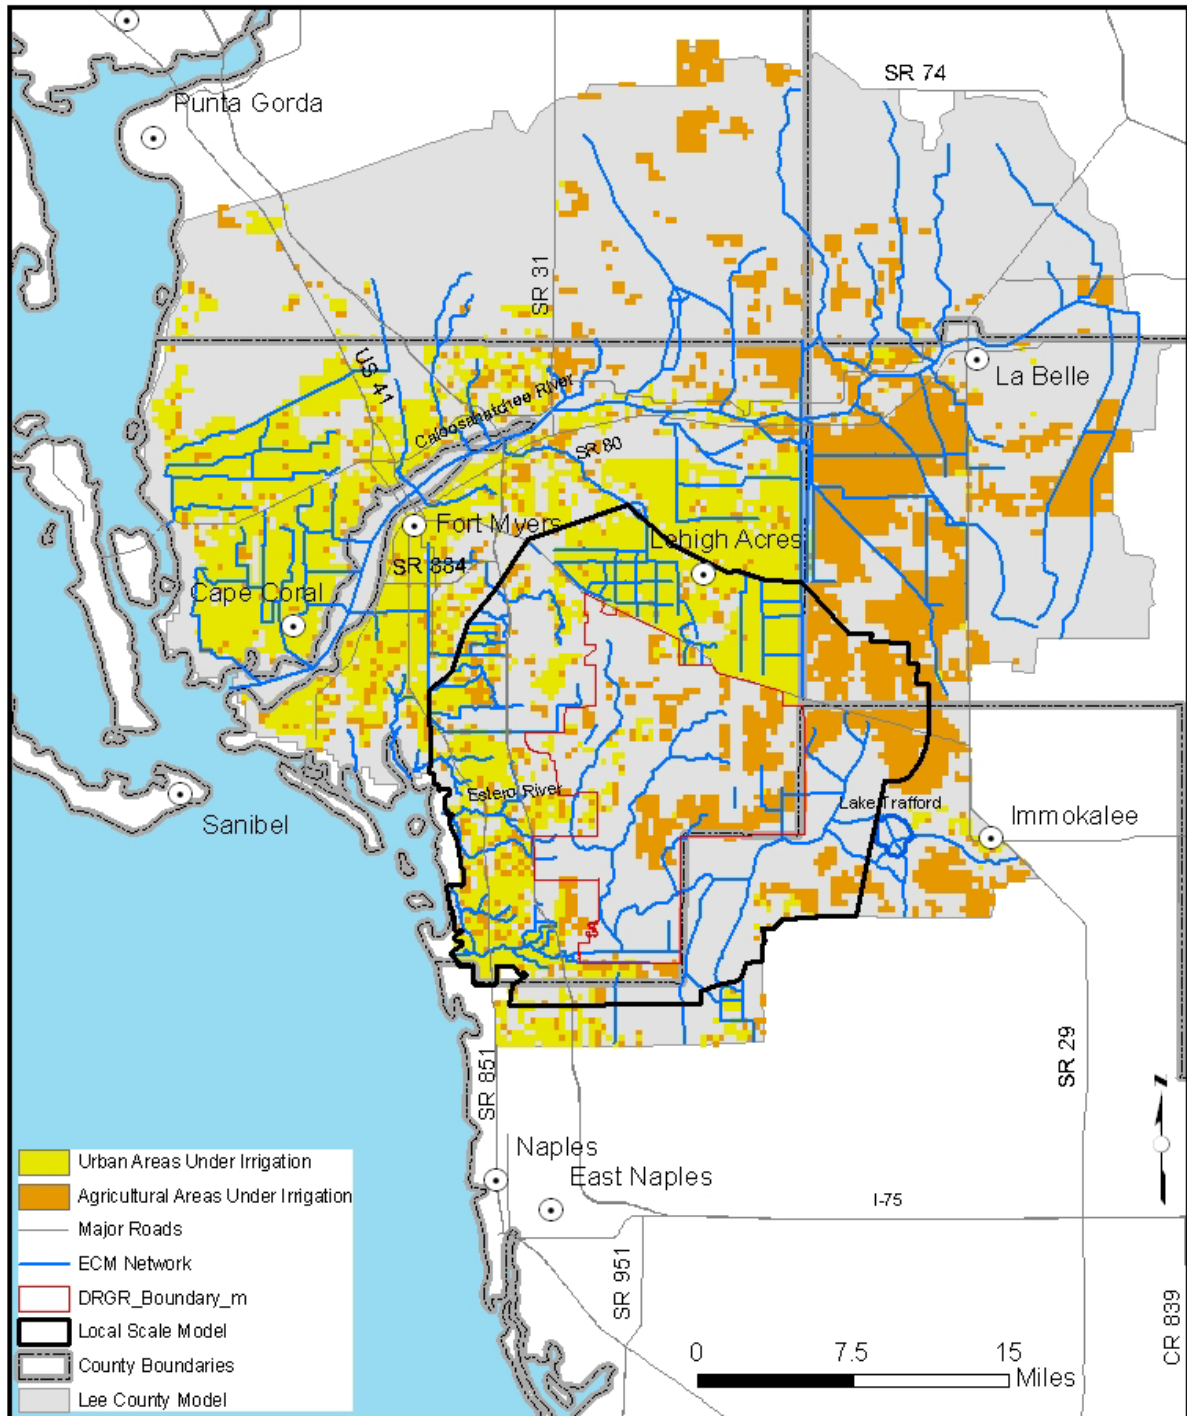 SR 74
Punta Gorda
SR 31
US 41
La Belle
Caloosahatchee River
SR 80
Fort Myers
Lehigh Acres
SR 884
Cape Coral
Estero River
Lake Trafford
Sanibel
Immokalee
SR 851
SR 29
Naples
East Naples
I-75
SR 951
CR 839
N
Urban Areas Under Irrigation
Agricultural Areas Under Irrigation
Major Roads
ECM Network
DRGR_Boundary_m
Local Scale Model
County Boundaries
Lee County Model
0 7.5 15
Miles